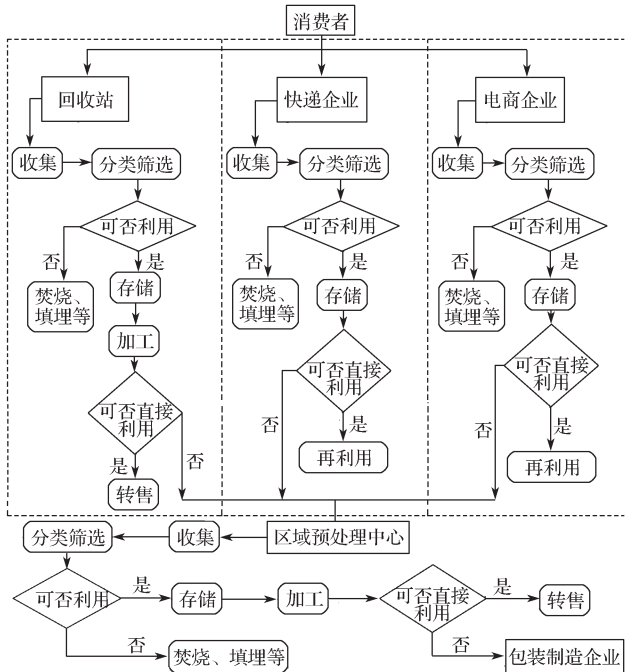 消费者
回收站
收集
分类筛选
可否利用
否
是
焚烧、
填埋等
存储
加工
可否直接
利用
是
否
转售
快递企业
收集
分类筛选
可否利用
否
是
焚烧、
填埋等
存储
可否直接
利用
否
是
再利用
电商企业
收集
分类筛选
可否利用
否
是
焚烧、
填埋等
存储
可否直接
利用
否
是
再利用
区域预处理中心
收集
分类筛选
可否利用
是
否
焚烧、填埋等
存储
加工
可否直接
利用
是
转售
否
包装制造企业